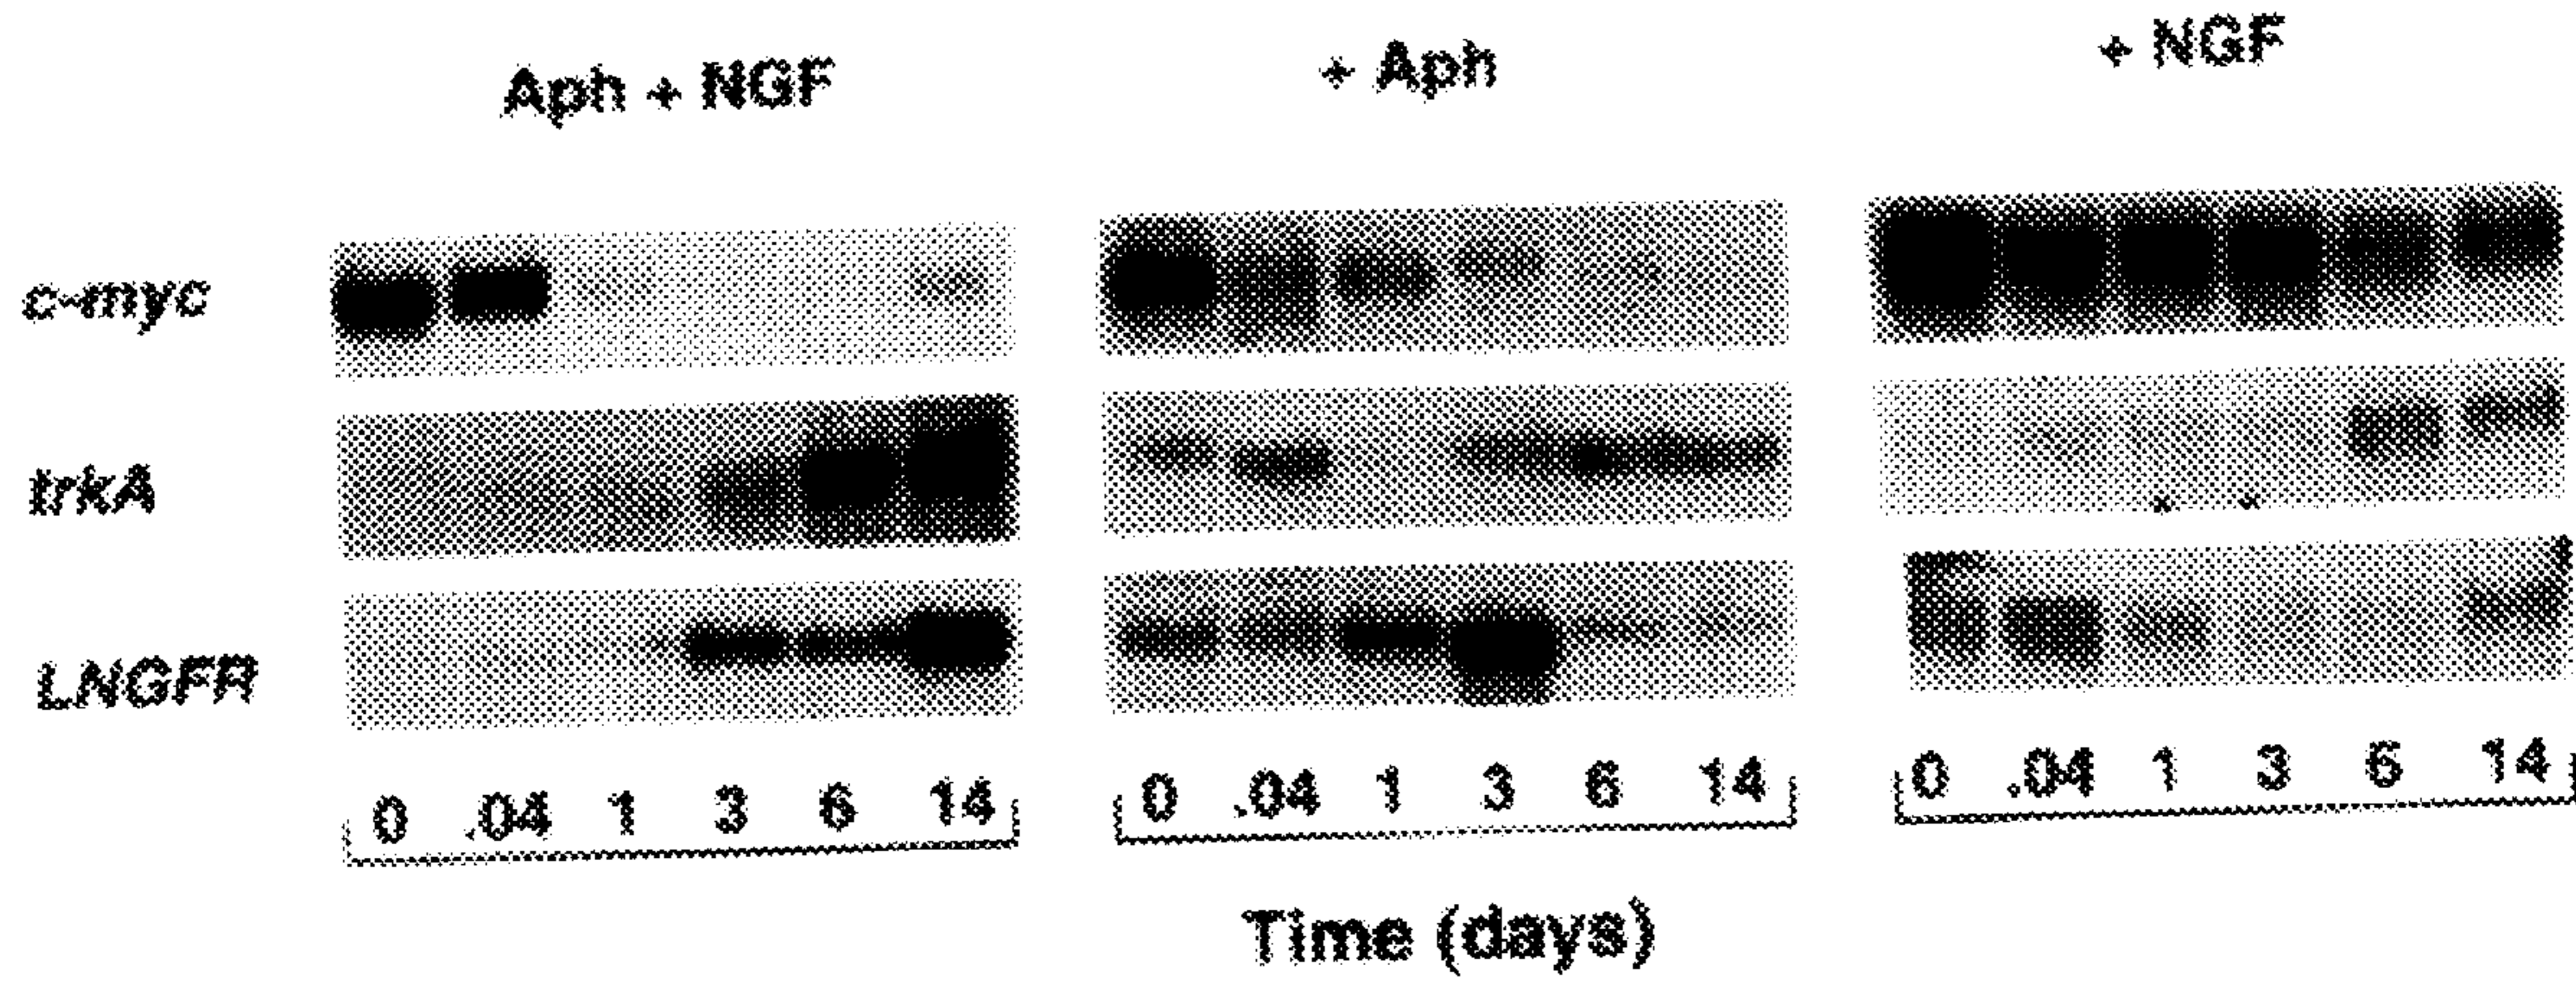 Aph + NGF
+ Aph
+ NGF
c-myc
trkA
LNGFR
0 .04 1 3 6 14
0 .04 1 3 6 14
0 .04 1 3 6 14
Time (days)